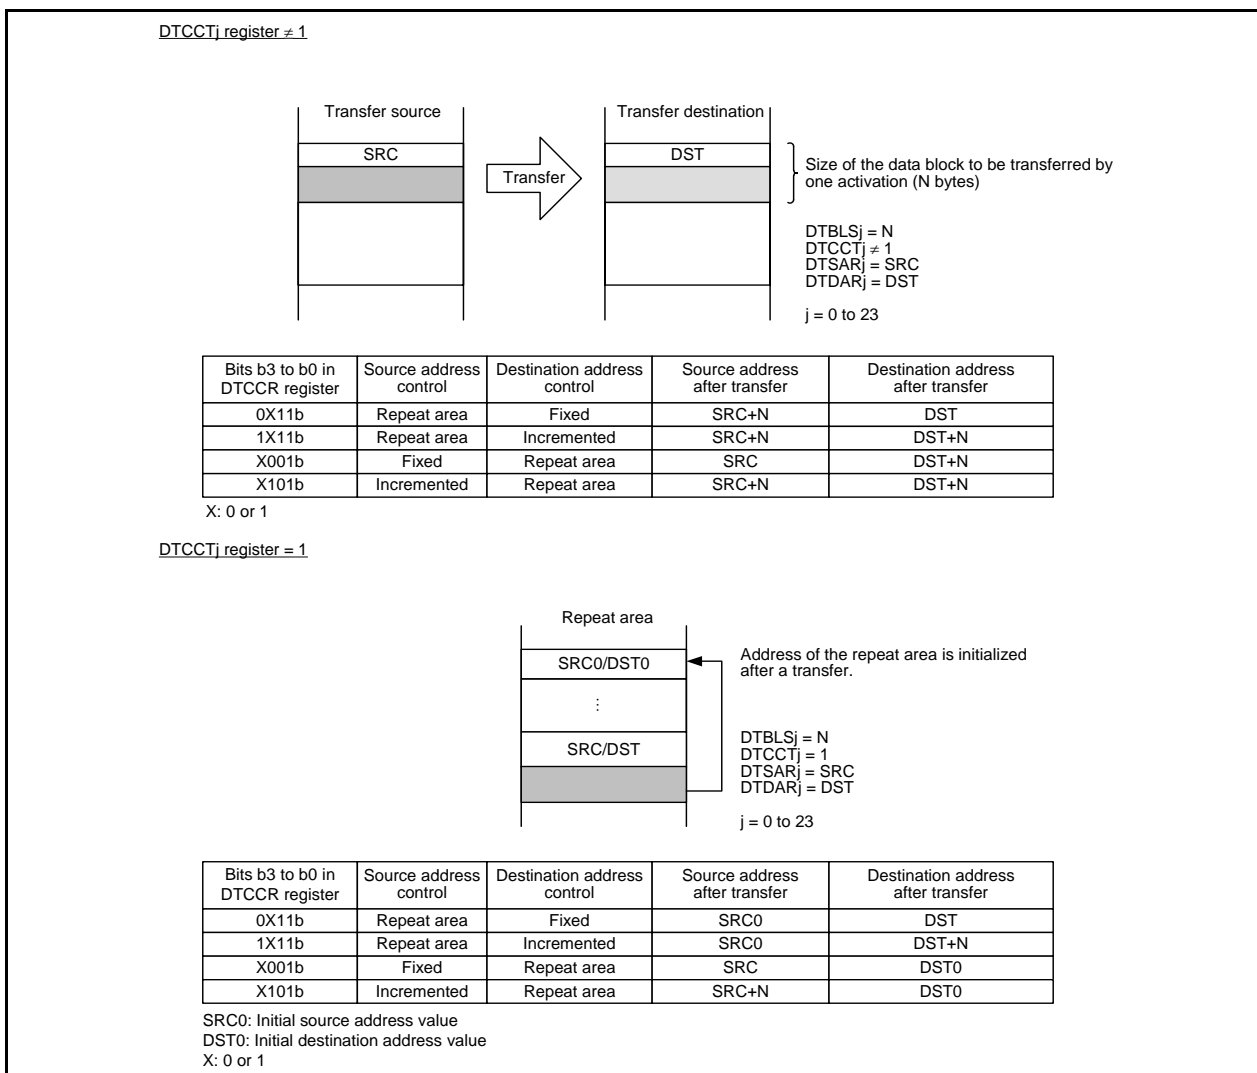 DTCCTj register ≠ 1
Transfer source
Transfer destination
SRC
DST
Transfer
Size of the data block to be transferred by
one activation (N bytes)
DTBLSj = N
DTCCTj ≠ 1
DTSARj = SRC
DTDARj = DST
j = 0 to 23
Bits b3 to b0 in DTCCR register Source address control Destination address control Source address after transfer Destination address after transfer
0X11b Repeat area Fixed SRC+N DST
1X11b Repeat area Incremented SRC+N DST+N
X001b Fixed Repeat area SRC DST+N
X101b Incremented Repeat area SRC+N DST+N
X: 0 or 1
DTCCTj register = 1
Repeat area
SRC0/DST0
⋮
SRC/DST
Address of the repeat area is initialized
after a transfer.
DTBLSj = N
DTCCTj = 1
DTSARj = SRC
DTDARj = DST
j = 0 to 23
Bits b3 to b0 in DTCCR register Source address control Destination address control Source address after transfer Destination address after transfer
0X11b Repeat area Fixed SRC0 DST
1X11b Repeat area Incremented SRC0 DST+N
X001b Fixed Repeat area SRC DST0
X101b Incremented Repeat area SRC+N DST0
SRC0: Initial source address value
DST0: Initial destination address value
X: 0 or 1